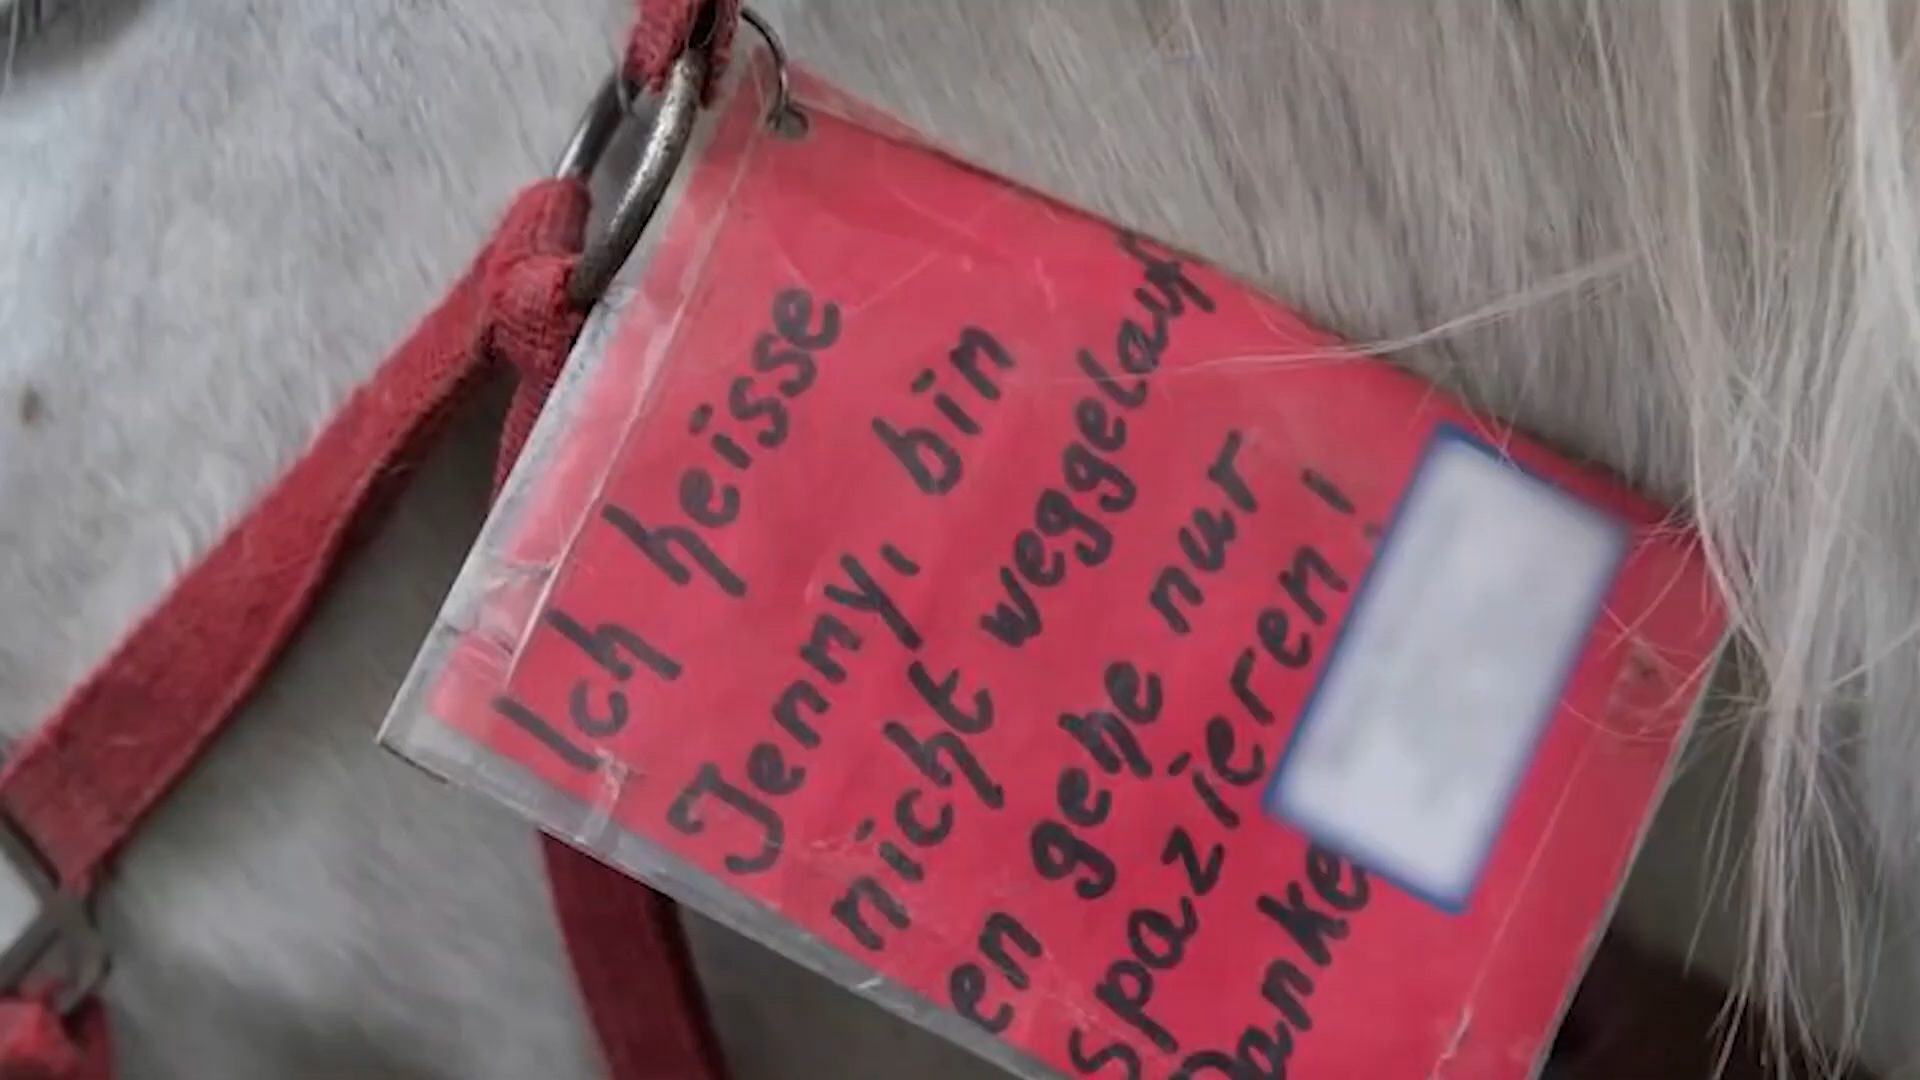 Ich heisse
Jenny, bin
nicht weggelauf
en gehe nur
spazieren!
Danke